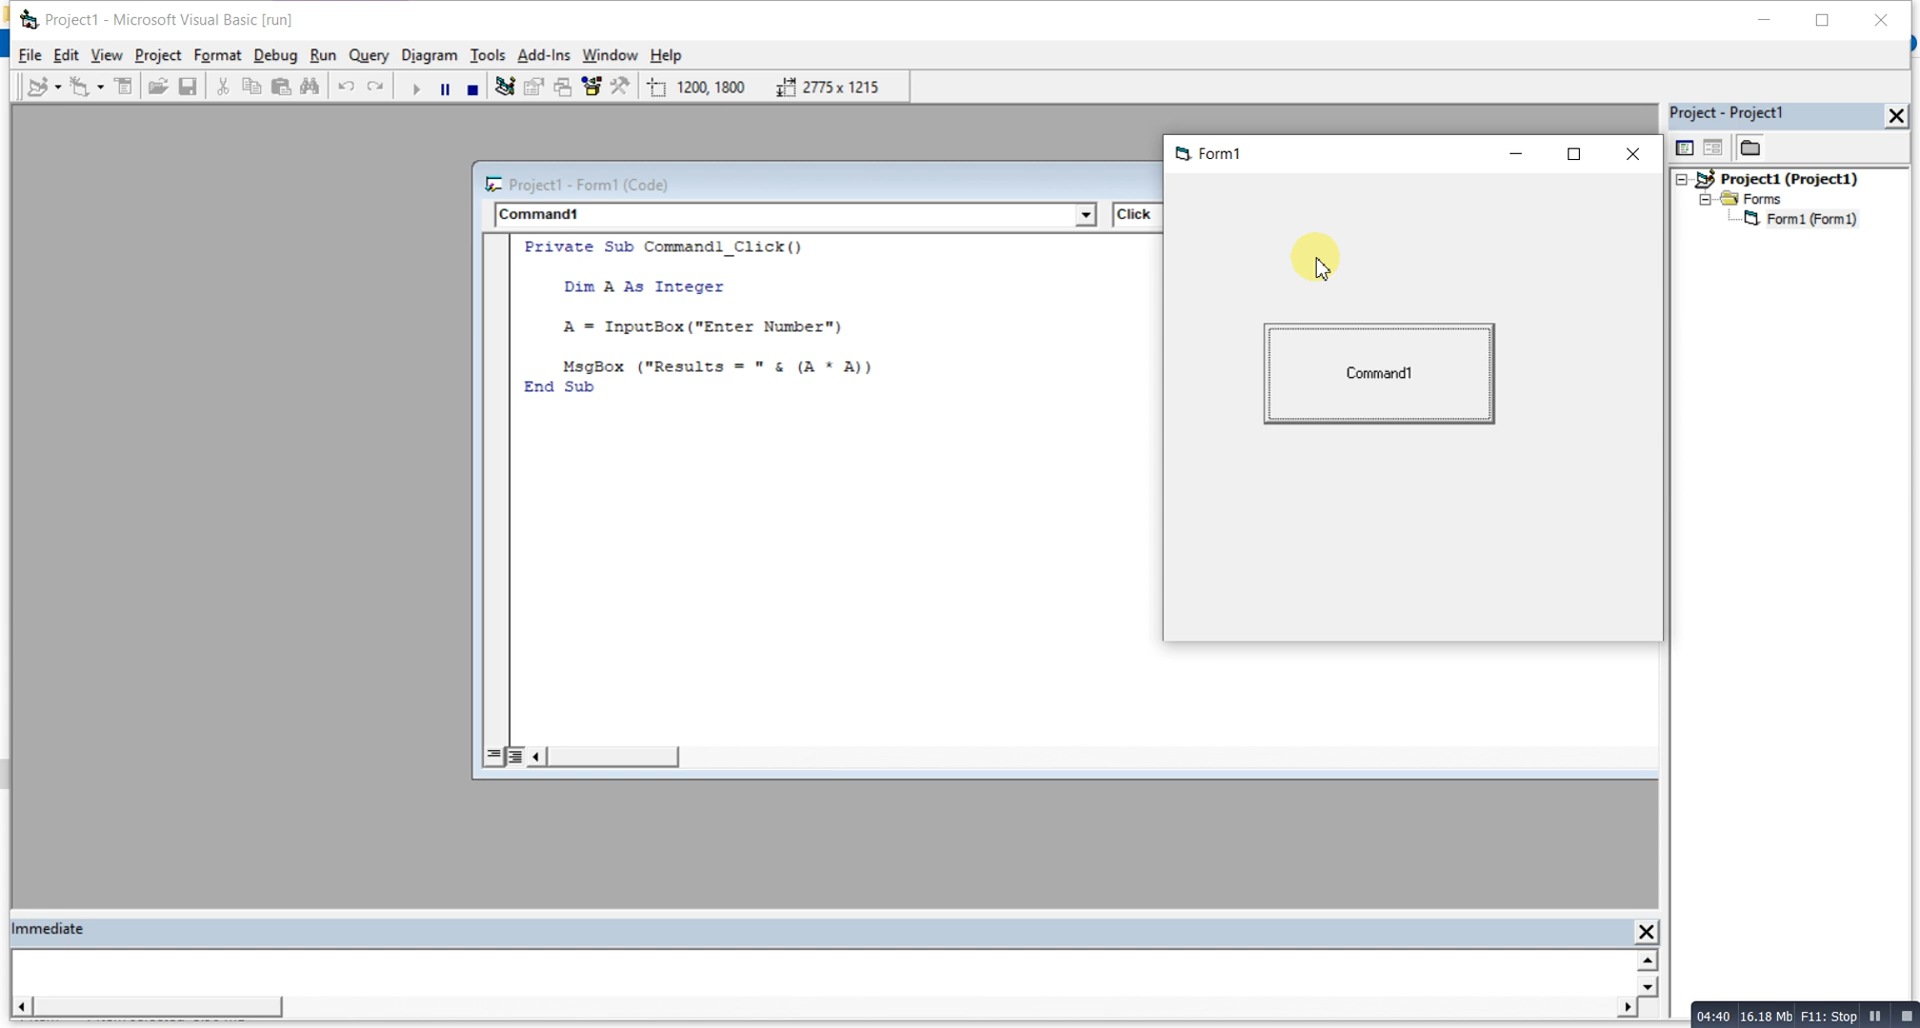 Project1 - Microsoft Visual Basic [run]
File Edit View Project Format Debug Run Query Diagram Tools Add-Ins Window Help
1200, 1800 2775 x 1215
Project - Project1
Form1
Project1 - Form1 (Code)
Project1 (Project1)
Forms
Form1 (Form1)
Command1 Click
Private Sub Command1_Click()
Dim A As Integer
A = InputBox("Enter Number")
MsgBox ("Results = " & (A * A))
End Sub
Command1
Immediate
04:40 16.18 Mb F11: Stop